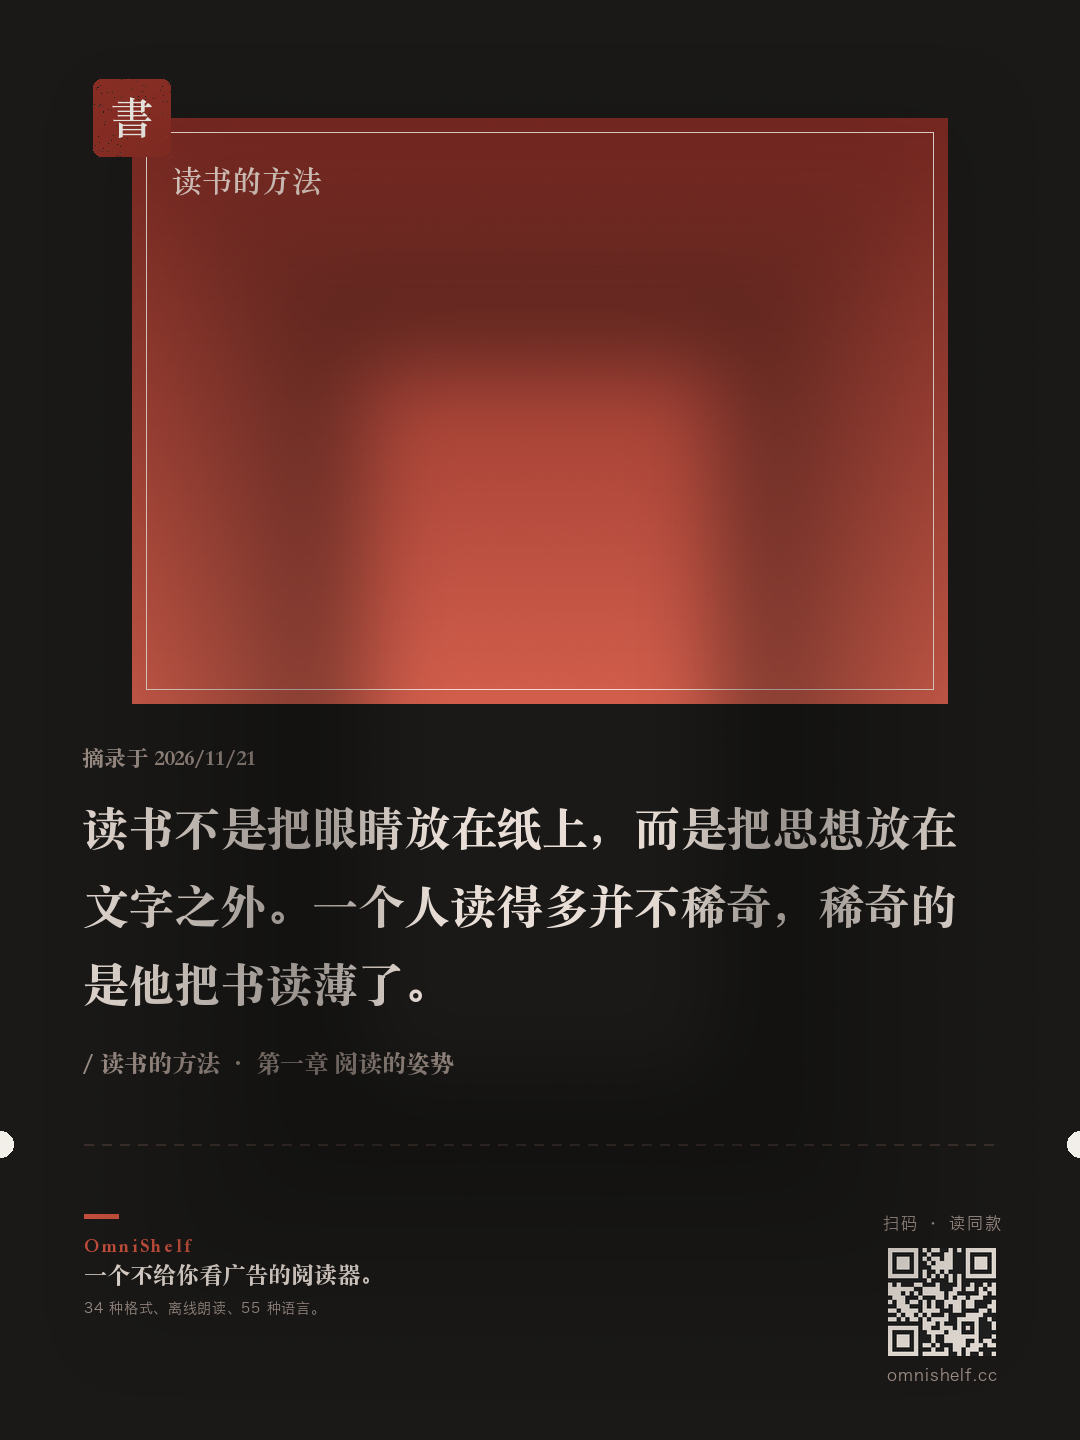 書
读书的方法
摘录于 2026/11/21
读书不是把眼睛放在纸上，而是把思想放在
文字之外。一个人读得多并不稀奇，稀奇的
是他把书读薄了。
/ 读书的方法 · 第一章 阅读的姿势
OmniShelf
一个不给你看广告的阅读器。
34 种格式、离线朗读、55 种语言。
扫码 · 读同款
omnishelf.cc